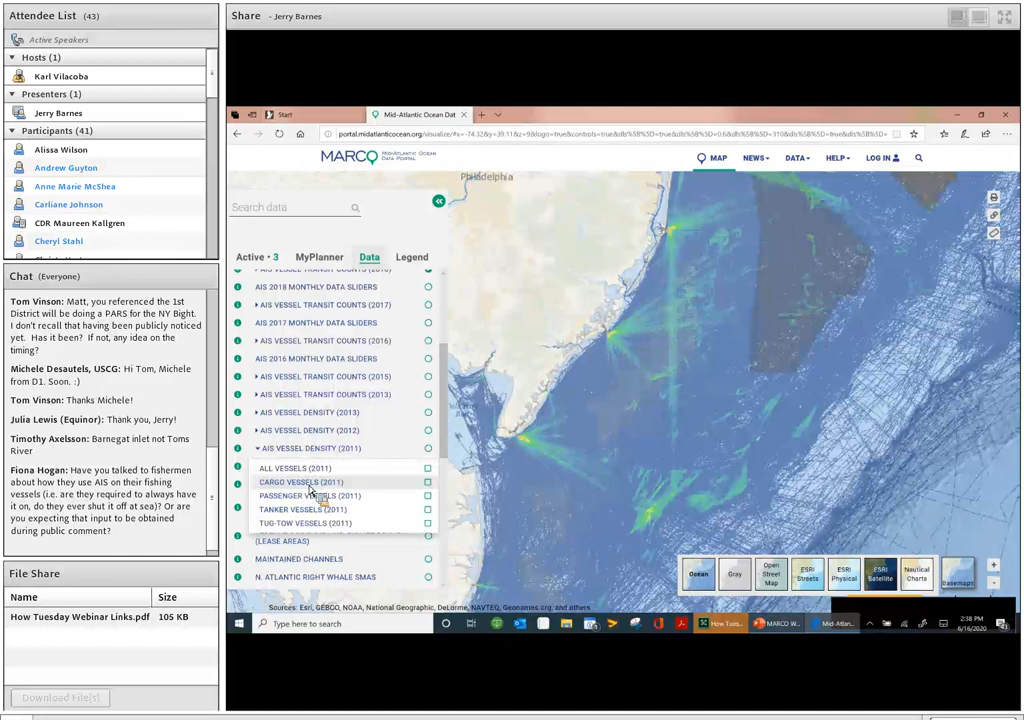 Attendee List (43)
Active Speakers
Hosts (1)
Karl Vilacoba
Presenters (1)
Jerry Barnes
Participants (41)
Alissa Wilson
Andrew Guyton
Anne Marie McShea
Carliane Johnson
CDR Maureen Kallgren
Cheryl Stahl
Chat (Everyone)
Tom Vinson: Matt, you referenced the 1st
District will be doing a PARS for the NY Bight.
I don't recall that having been publicly noticed
yet. Has it been? If not, any idea on the
timing?
Michele Desautels, USCG: Hi Tom, Michele
from D1. Soon. :)
Tom Vinson: Thanks Michele!
Julia Lewis (Equinor): Thank you, Jerry!
Timothy Axelsson: Barnegat inlet not Toms
River
Fiona Hogan: Have you talked to fishermen
about how they use AIS on their fishing
vessels (i.e. are they required to always have
it on, do they ever shut it off at sea)? Or are
you expecting that input to be obtained
during public comment?
File Share
Name Size
How Tuesday Webinar Links.pdf 105 KB
Download File(s)
Share - Jerry Barnes
Start
Mid-Atlantic Ocean Dat
MARCO MID-ATLANTIC OCEAN
DATA PORTAL
MAP NEWS DATA HELP LOG IN
Philadelphia
Search data
Active • 3 MyPlanner Data Legend
AIS VESSEL TRANSIT COUNTS (2018)
AIS 2018 MONTHLY DATA SLIDERS
AIS VESSEL TRANSIT COUNTS (2017)
AIS 2017 MONTHLY DATA SLIDERS
AIS VESSEL TRANSIT COUNTS (2016)
AIS 2016 MONTHLY DATA SLIDERS
AIS VESSEL TRANSIT COUNTS (2015)
AIS VESSEL TRANSIT COUNTS (2013)
AIS VESSEL DENSITY (2013)
AIS VESSEL DENSITY (2012)
AIS VESSEL DENSITY (2011)
ALL VESSELS (2011)
CARGO VESSELS (2011)
PASSENGER VESSELS (2011)
TANKER VESSELS (2011)
TUG-TOW VESSELS (2011)
(LEASE AREAS)
MAINTAINED CHANNELS
N. ATLANTIC RIGHT WHALE SMAS
Ocean
Gray
Open
Street
Map
ESRI
Streets
ESRI
Physical
ESRI
Satellite
Nautical
Charts
Basemaps
Sources: Esri, GEBCO, NOAA, National Geographic, DeLorme, NAVTEQ, Geonames.org, and others
Type here to search
How Tues...
MARCO W...
Mid-Atlan...
2:38 PM
6/16/2020